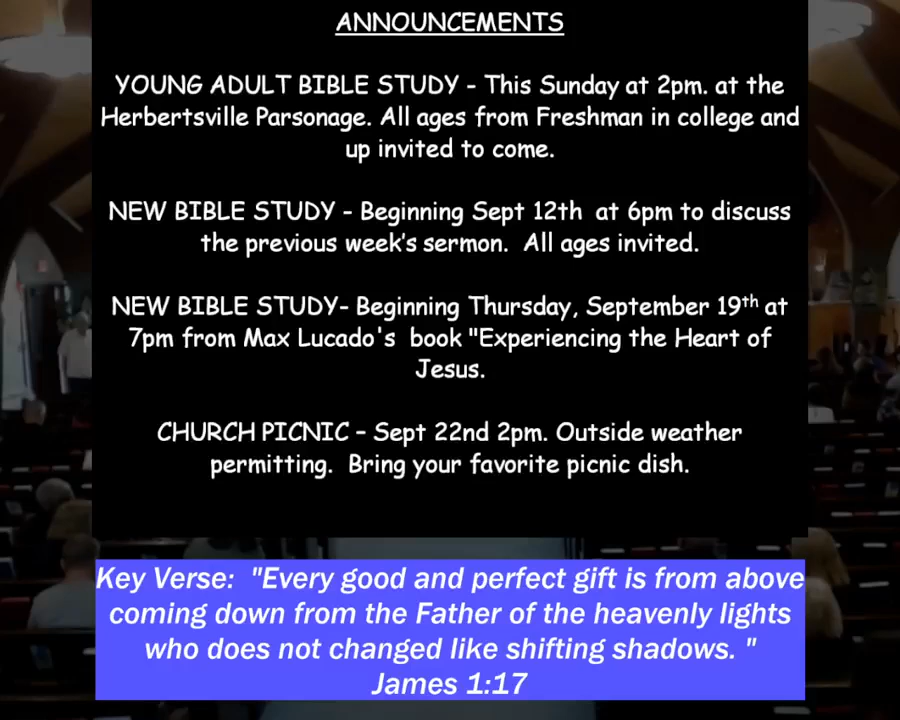 ANNOUNCEMENTS
YOUNG ADULT BIBLE STUDY - This Sunday at 2pm. at the
Herbertsville Parsonage. All ages from Freshman in college and
up invited to come.
NEW BIBLE STUDY - Beginning Sept 12th  at 6pm to discuss
the previous week's sermon.  All ages invited.
NEW BIBLE STUDY- Beginning Thursday, September 19th at
7pm from Max Lucado's  book "Experiencing the Heart of
Jesus.
CHURCH PICNIC – Sept 22nd 2pm. Outside weather
permitting.  Bring your favorite picnic dish.
Key Verse:  "Every good and perfect gift is from above
coming down from the Father of the heavenly lights
who does not changed like shifting shadows. "
James 1:17